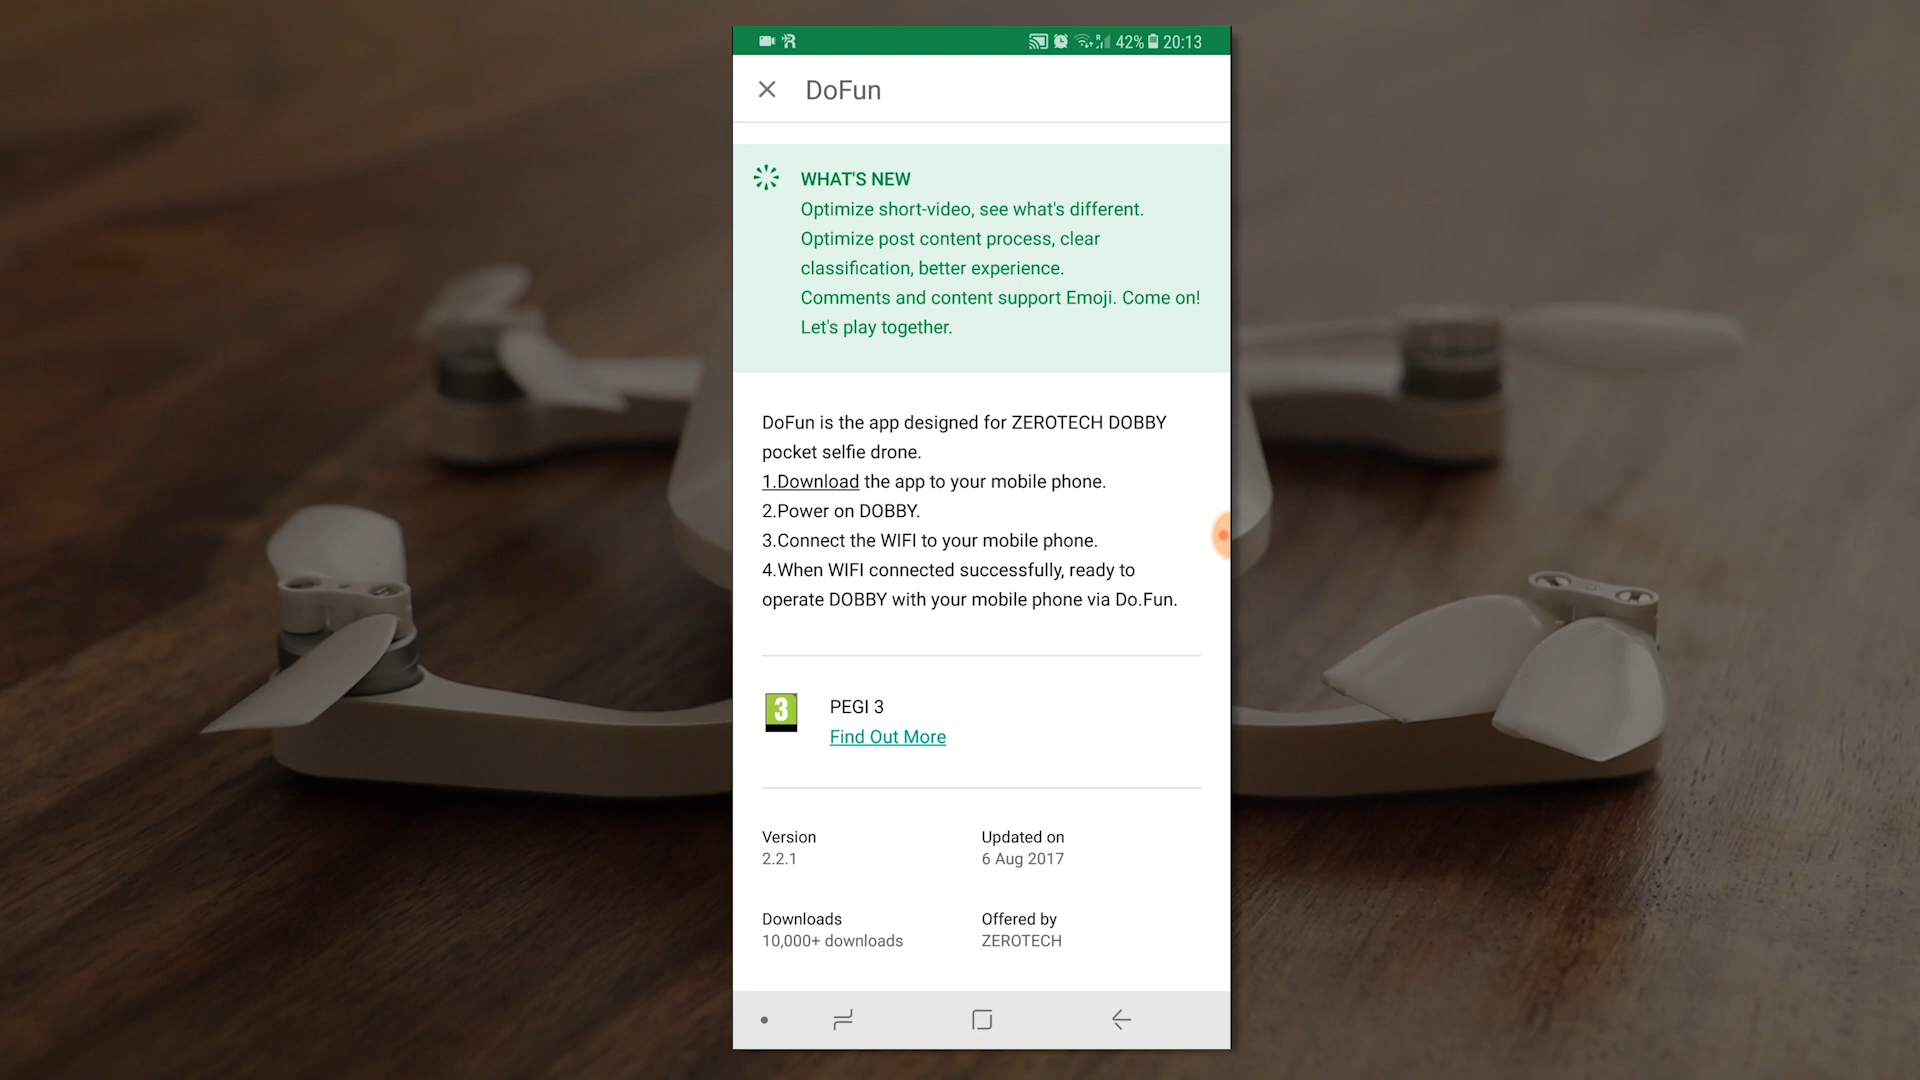 42% 20:13
DoFun
WHAT'S NEW
Optimize short-video, see what's different.
Optimize post content process, clear
classification, better experience.
Comments and content support Emoji. Come on!
Let's play together.
DoFun is the app designed for ZEROTECH DOBBY
pocket selfie drone.
1.Download the app to your mobile phone.
2.Power on DOBBY.
3.Connect the WIFI to your mobile phone.
4.When WIFI connected successfully, ready to
operate DOBBY with your mobile phone via Do.Fun.
3
PEGI 3
Find Out More
Version
2.2.1
Updated on
6 Aug 2017
Downloads
10,000+ downloads
Offered by
ZEROTECH